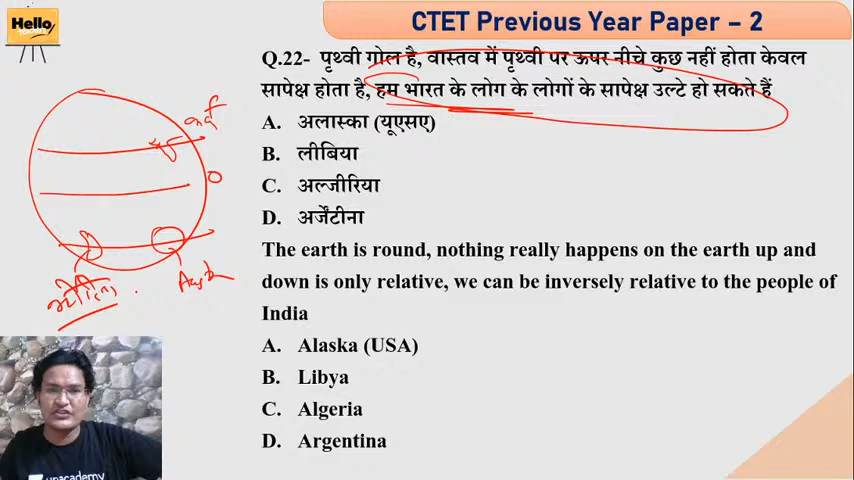 Hello
CTET Previous Year Paper – 2
Q.22- पृथ्वी गोल है, वास्तव में पृथ्वी पर ऊपर नीचे कुछ नहीं होता केवल
सापेक्ष होता है, हम भारत के लोग के लोगों के सापेक्ष उल्टे हो सकते हैं
A. अलास्का (यूएसए)
B. लीबिया
C. अल्जीरिया
D. अर्जेंटीना
The earth is round, nothing really happens on the earth up and
down is only relative, we can be inversely relative to the people of
India
A. Alaska (USA)
B. Libya
C. Algeria
D. Argentina
0
unacademy